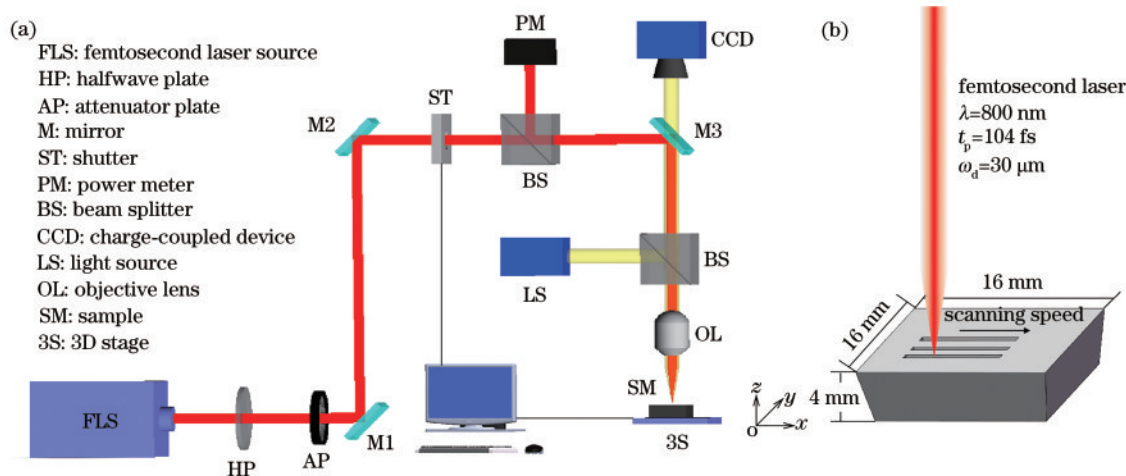 (a)
FLS: femtosecond laser source
HP: halfwave plate
AP: attenuator plate
M: mirror
ST: shutter
PM: power meter
BS: beam splitter
CCD: charge-coupled device
LS: light source
OL: objective lens
SM: sample
3S: 3D stage
PM
CCD
ST
M2
M3
BS
BS
LS
OL
SM
FLS
HP
AP
M1
3S
z
y
o
x
(b)
femtosecond laser
λ=800 nm
tp=104 fs
ωd=30 μm
16 mm
scanning speed
16 mm
4 mm